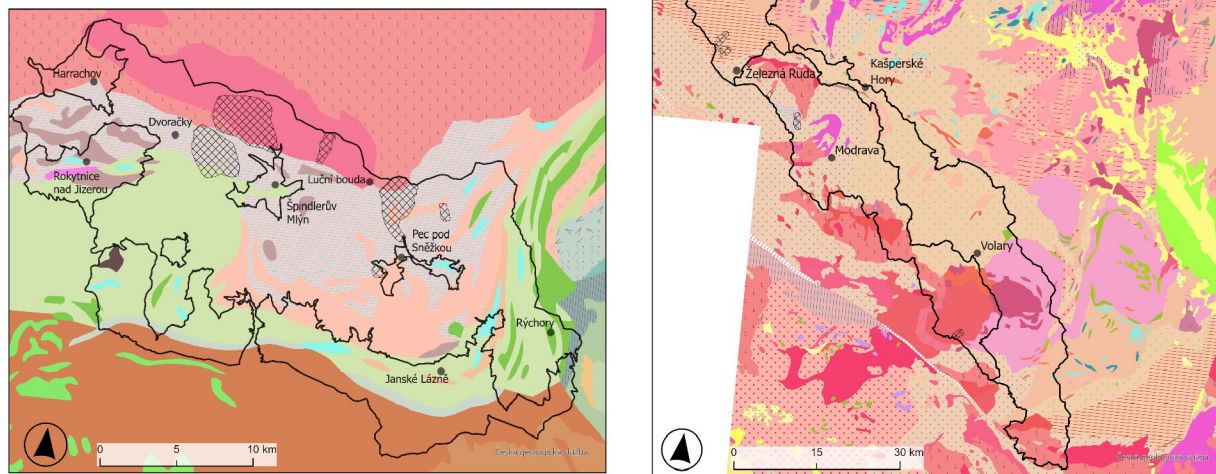 Harrachov
Dvoračky
Rokytnice
nad Jizerou
Luční bouda
Špindlerův
Mlýn
Pec pod
Sněžkou
Rýchory
Janské Lázně
0 5 10 km
Česká geologická služba
Kašperské
Hory
Železná Ruda
Modrava
Volary
0 15 30 km
Česká geologická služba